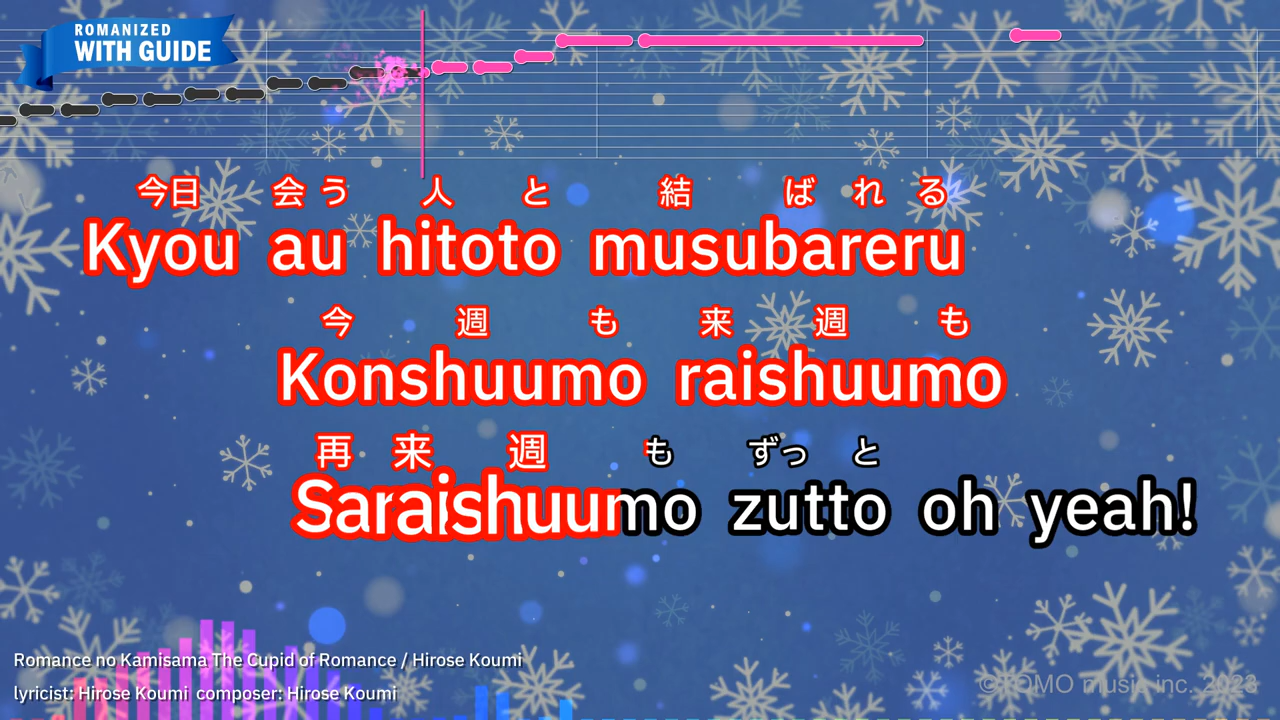 ROMANIZED
WITH GUIDE
今日 会う 人 と 結 ば れ る
Kyou au hitoto musubareru
今 週 も 来 週 も
Konshuumo raishuumo
再 来 週 も ずっ と
Saraishuumo zutto oh yeah!
Romance no Kamisama The Cupid of Romance / Hirose Koumi
lyricist: Hirose Koumi composer: Hirose Koumi
©TOMO music inc. 2023